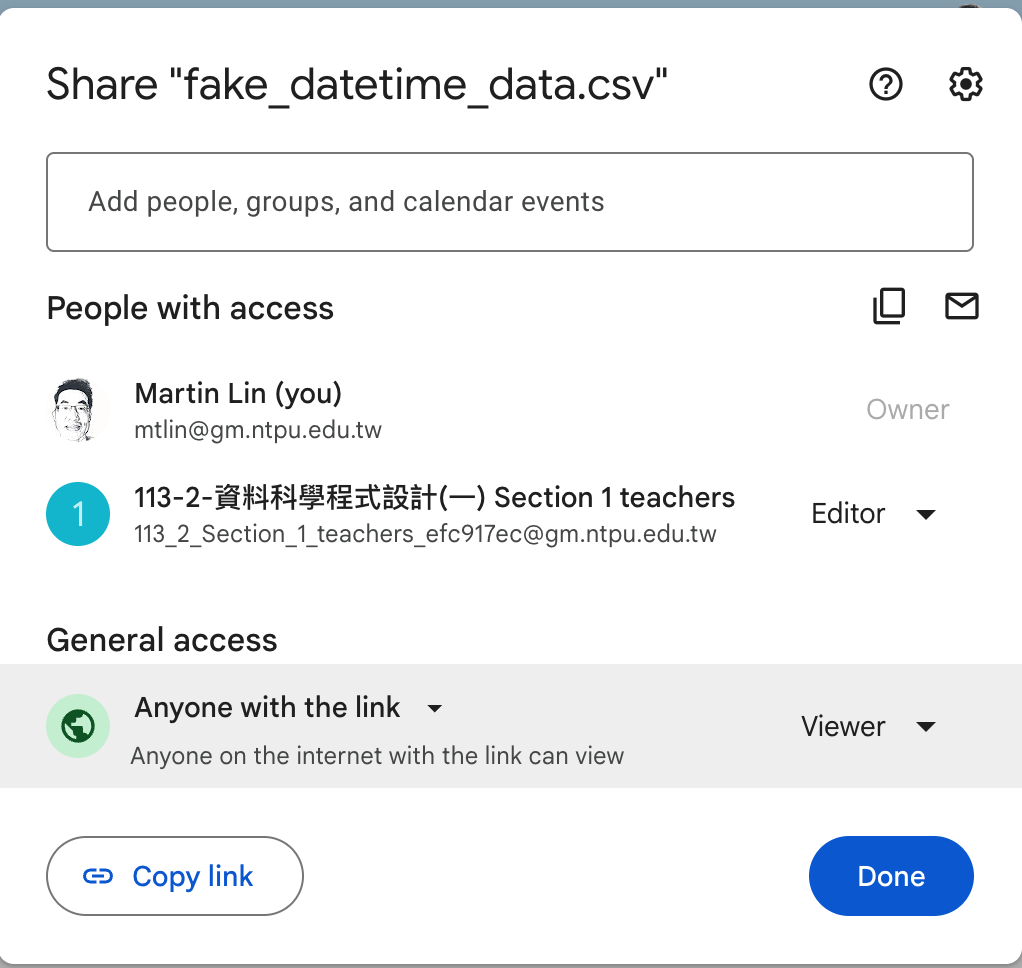 Share "fake_datetime_data.csv"
Add people, groups, and calendar events
People with access
Martin Lin (you)
mtlin@gm.ntpu.edu.tw
Owner
1
113-2-資料科學程式設計(一) Section 1 teachers
113_2_Section_1_teachers_efc917ec@gm.ntpu.edu.tw
Editor
General access
Anyone with the link
Anyone on the internet with the link can view
Viewer
Copy link
Done